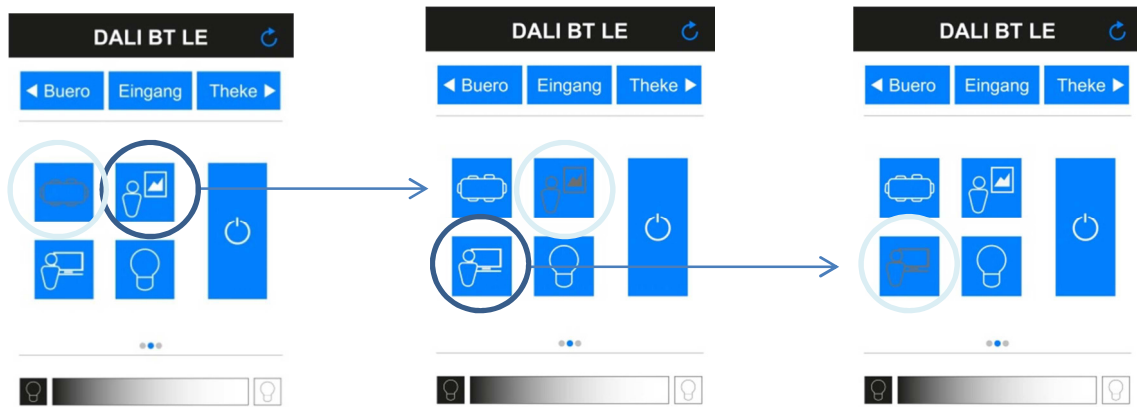 DALI BT LE
◀ Buero Eingang Theke ▶
DALI BT LE
◀ Buero Eingang Theke ▶
DALI BT LE
◀ Buero Eingang Theke ▶